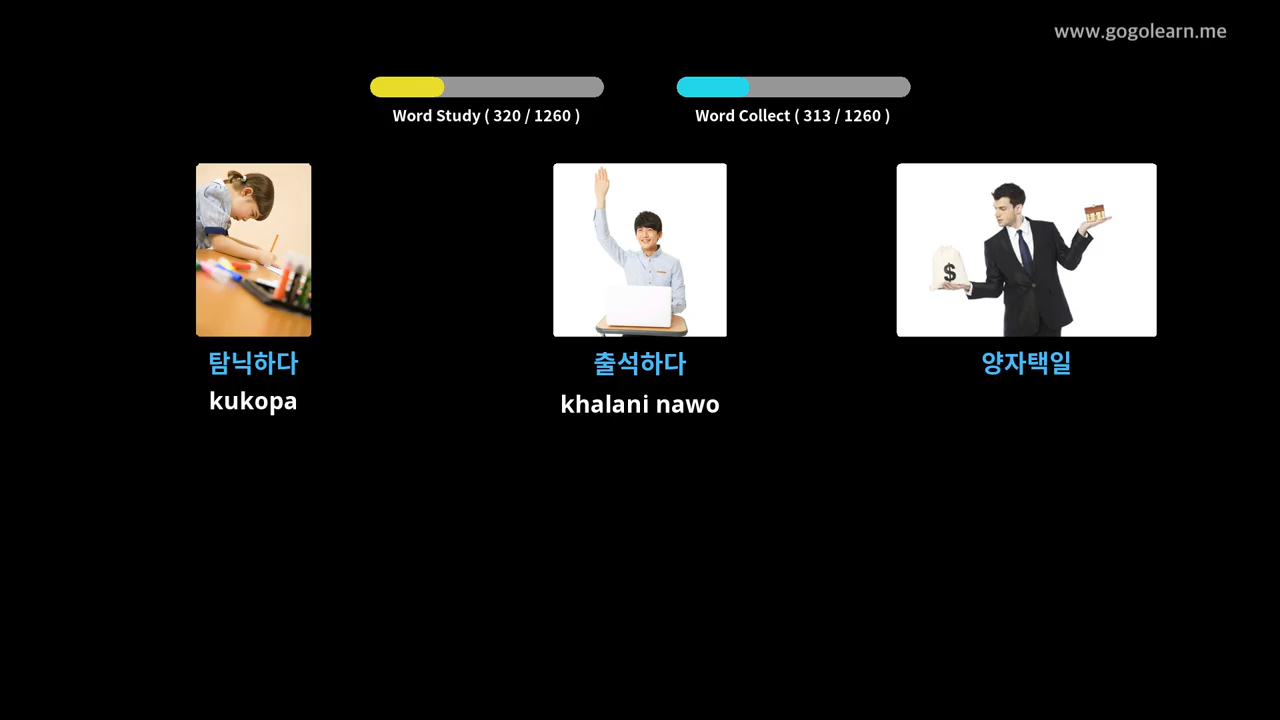 www.gogolearn.me
Word Study ( 320 / 1260 )
Word Collect ( 313 / 1260 )
$
탐닉하다
출석하다
양자택일
kukopa
khalani nawo